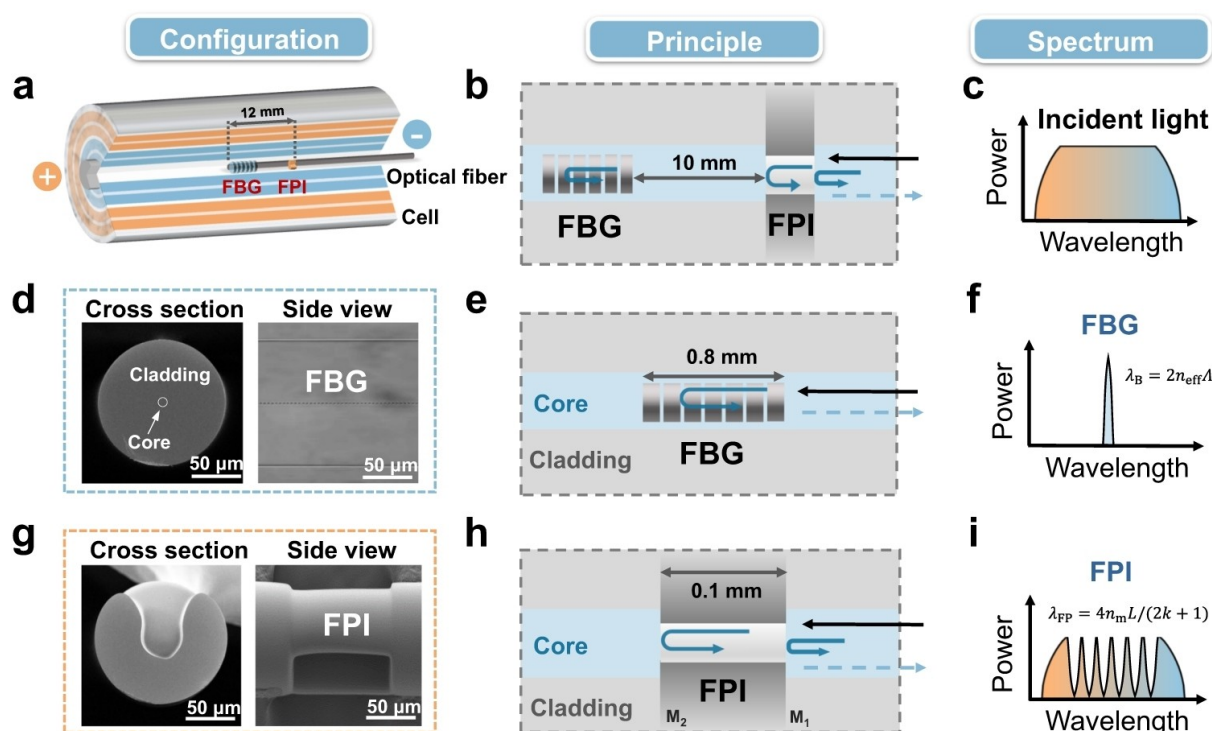 Configuration
Principle
Spectrum
a
12 mm
+
-
FBG
FPI
Optical fiber
Cell
b
10 mm
FBG
FPI
c
Incident light
Power
Wavelength
d
Cross section
Side view
Cladding
Core
50 μm
FBG
50 μm
e
0.8 mm
Core
FBG
Cladding
f
FBG
λB = 2neffΛ
Power
Wavelength
g
Cross section
Side view
50 μm
FPI
50 μm
h
0.1 mm
Core
FPI
Cladding
M2
M1
i
FPI
λFP = 4nmL/(2k + 1)
Power
Wavelength